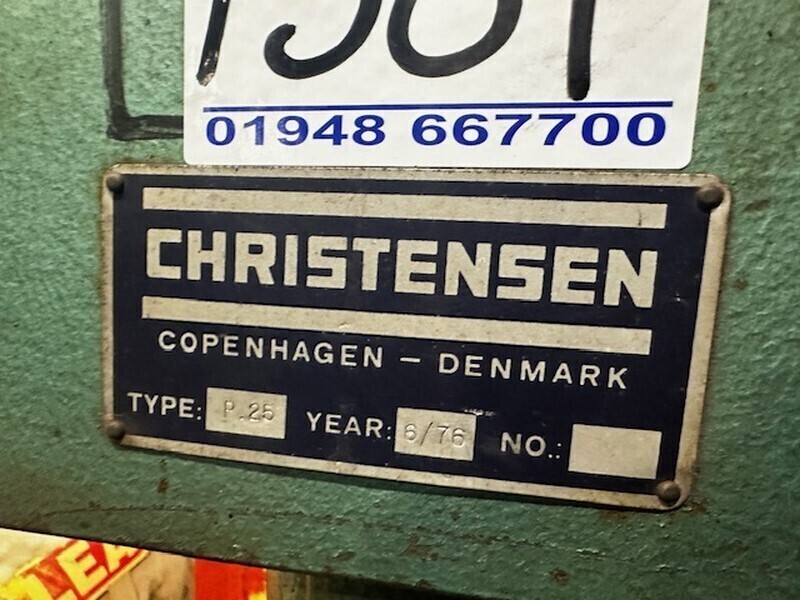 01948 667700
CHRISTENSEN
COPENHAGEN – DENMARK
TYPE: P.25 YEAR: 6/76 NO.: